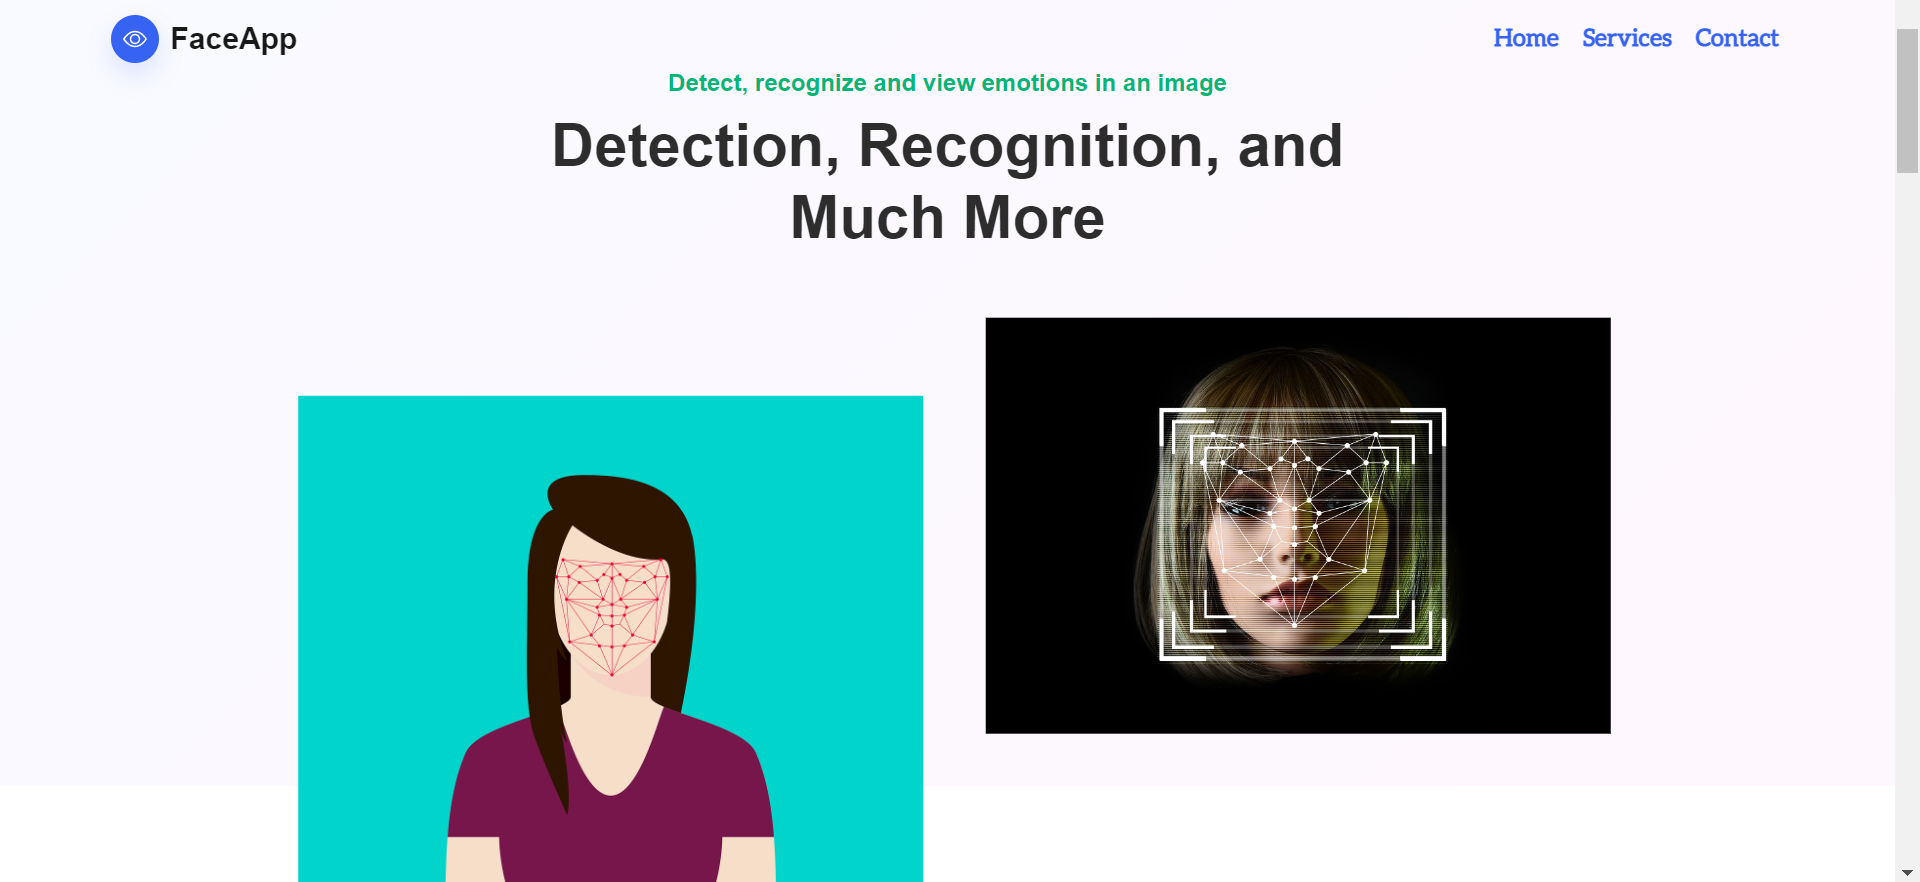 FaceApp
Home Services Contact
Detect, recognize and view emotions in an image
Detection, Recognition, and
Much More